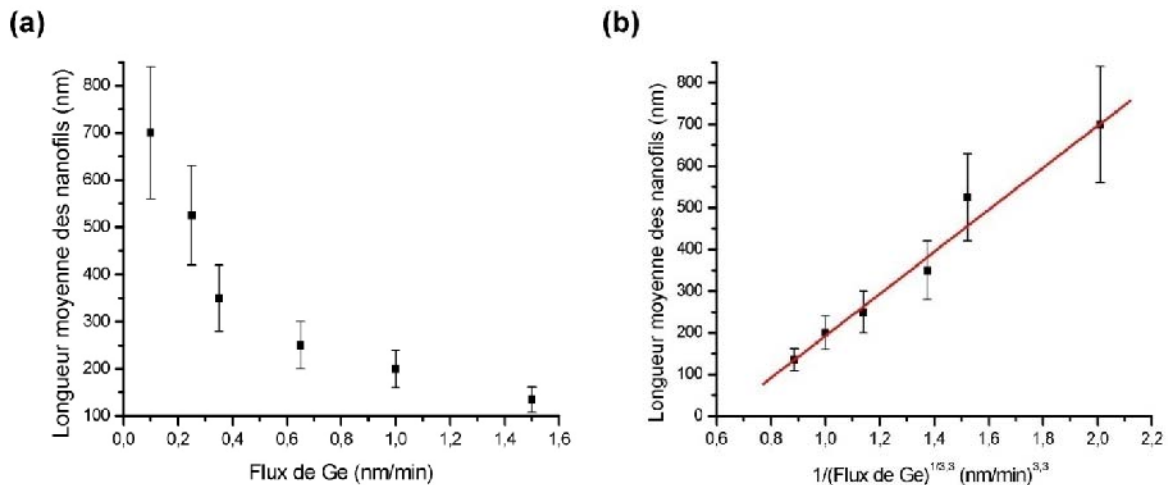 (a)
Longueur moyenne des nanofils (nm)
800
700
600
500
400
300
200
100
0,0 0,2 0,4 0,6 0,8 1,0 1,2 1,4 1,6
Flux de Ge (nm/min)
(b)
Longueur moyenne des nanofils (nm)
800
700
600
500
400
300
200
100
0
0,6 0,8 1,0 1,2 1,4 1,6 1,8 2,0 2,2
1/(Flux de Ge)^1/3,3 (nm/min)^3,3